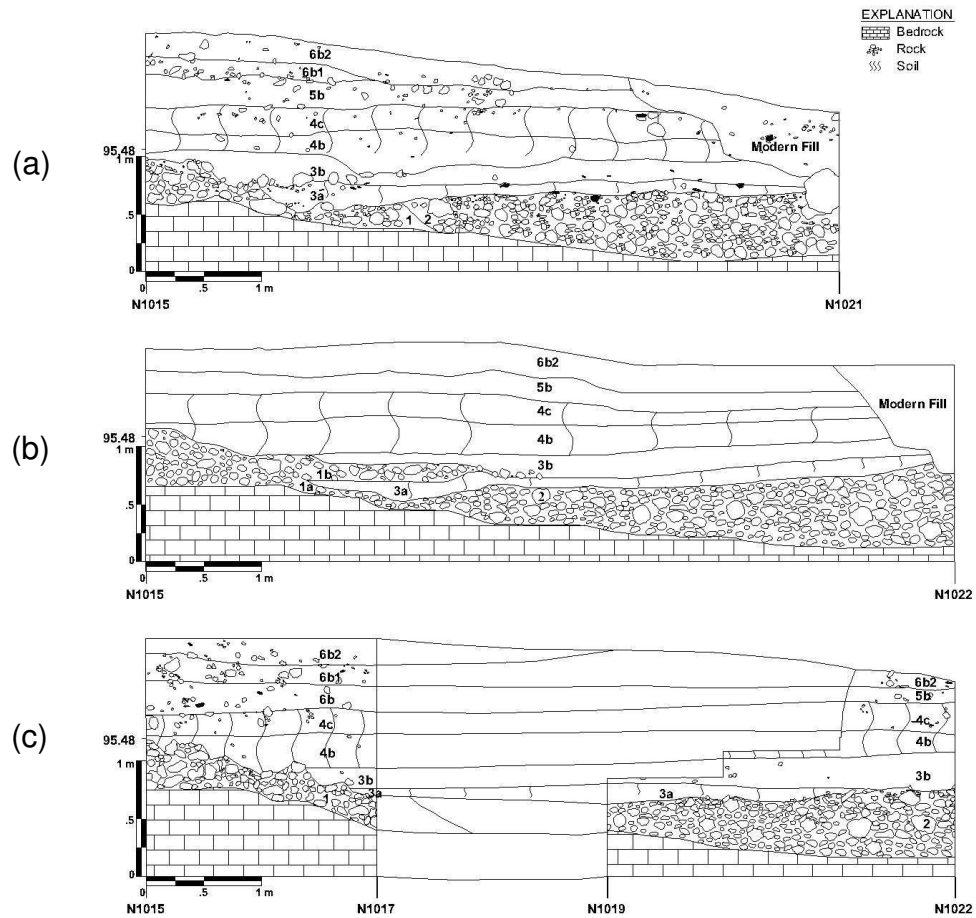 EXPLANATION
Bedrock
Rock
Soil
(a)
6b2
6b1
5b
4c
4b
3b
3a
1 2
Modern Fill
95.48
1 m
.5
0
0 .5 1 m
N1015 N1021
(b)
6b2
5b
4c
4b
3b
1b
1a
3a
2
Modern Fill
95.48
1 m
.5
0
0 .5 1 m
N1015 N1022
(c)
6b2
6b1
6b
4c
4b
3b
3a
1
6b2
5b
4c
4b
3b
3a
2
95.48
1 m
.5
0
0 .5 1 m
N1015 N1017 N1019 N1022